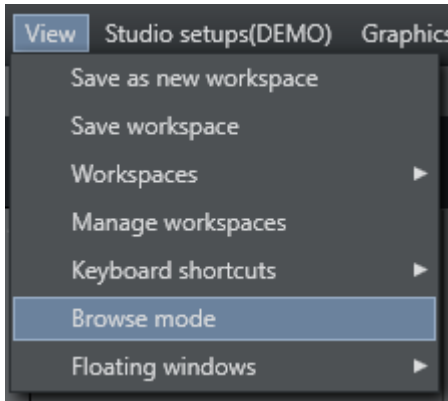 View Studio setups(DEMO) Graphics
Save as new workspace
Save workspace
Workspaces
Manage workspaces
Keyboard shortcuts
Browse mode
Floating windows